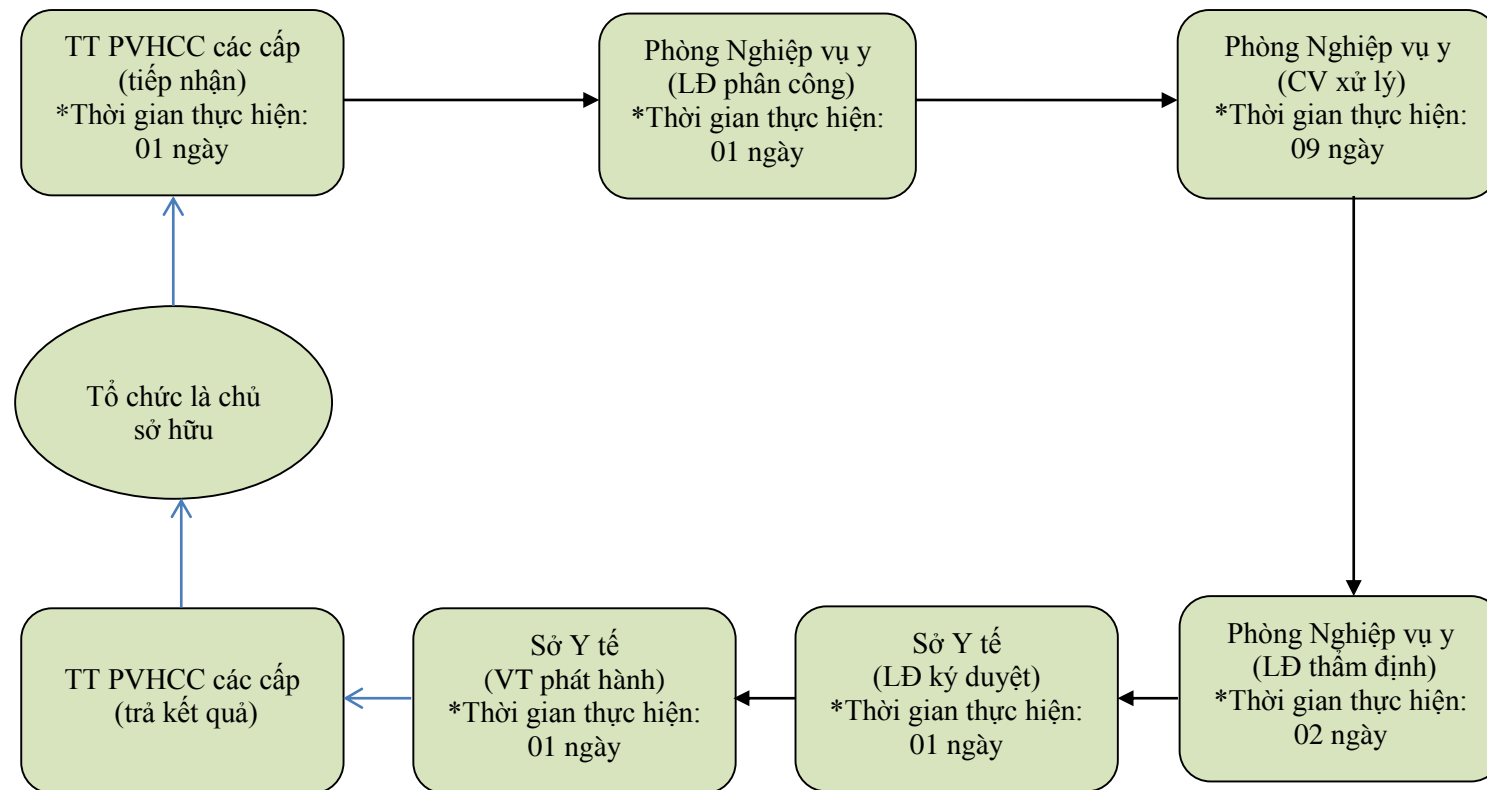 TT PVHCC các cấp
(tiếp nhận)
*Thời gian thực hiện:
01 ngày
Phòng Nghiệp vụ y
(LĐ phân công)
*Thời gian thực hiện:
01 ngày
Phòng Nghiệp vụ y
(CV xử lý)
*Thời gian thực hiện:
09 ngày
Tổ chức là chủ
sở hữu
TT PVHCC các cấp
(trả kết quả)
Sở Y tế
(VT phát hành)
*Thời gian thực hiện:
01 ngày
Sở Y tế
(LĐ ký duyệt)
*Thời gian thực hiện:
01 ngày
Phòng Nghiệp vụ y
(LĐ thẩm định)
*Thời gian thực hiện:
02 ngày